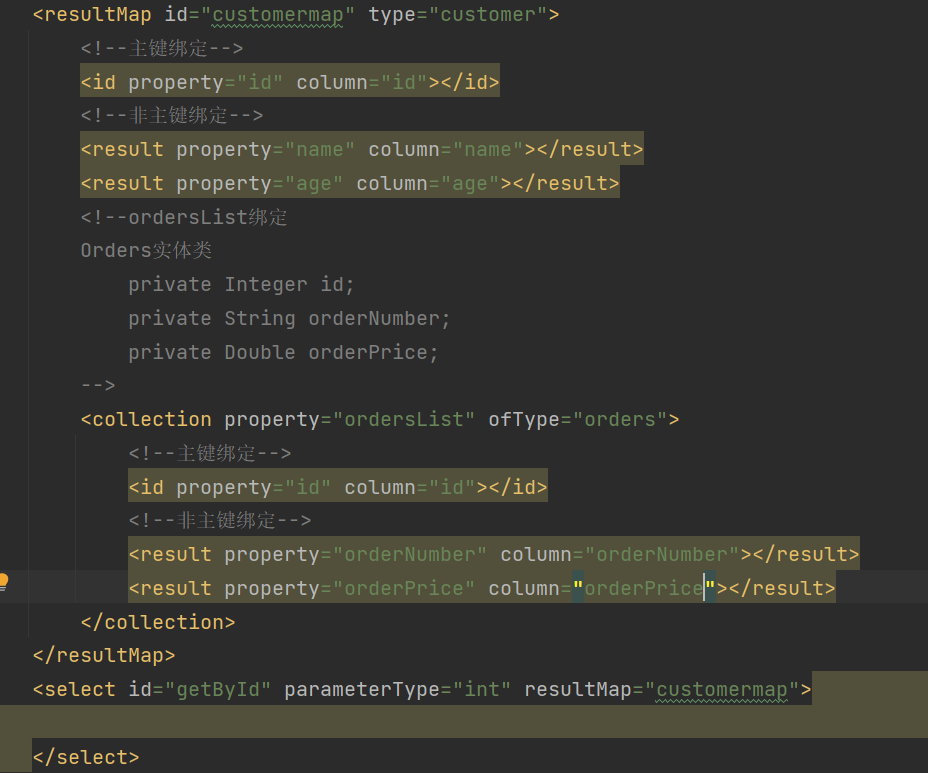 <resultMap id="customermap" type="customer">
<!--主键绑定-->
<id property="id" column="id"></id>
<!--非主键绑定-->
<result property="name" column="name"></result>
<result property="age" column="age"></result>
<!--ordersList绑定
Orders实体类
private Integer id;
private String orderNumber;
private Double orderPrice;
-->
<collection property="ordersList" ofType="orders">
<!--主键绑定-->
<id property="id" column="id"></id>
<!--非主键绑定-->
<result property="orderNumber" column="orderNumber"></result>
<result property="orderPrice" column="orderPrice"></result>
</collection>
</resultMap>
<select id="getById" parameterType="int" resultMap="customermap">
</select>